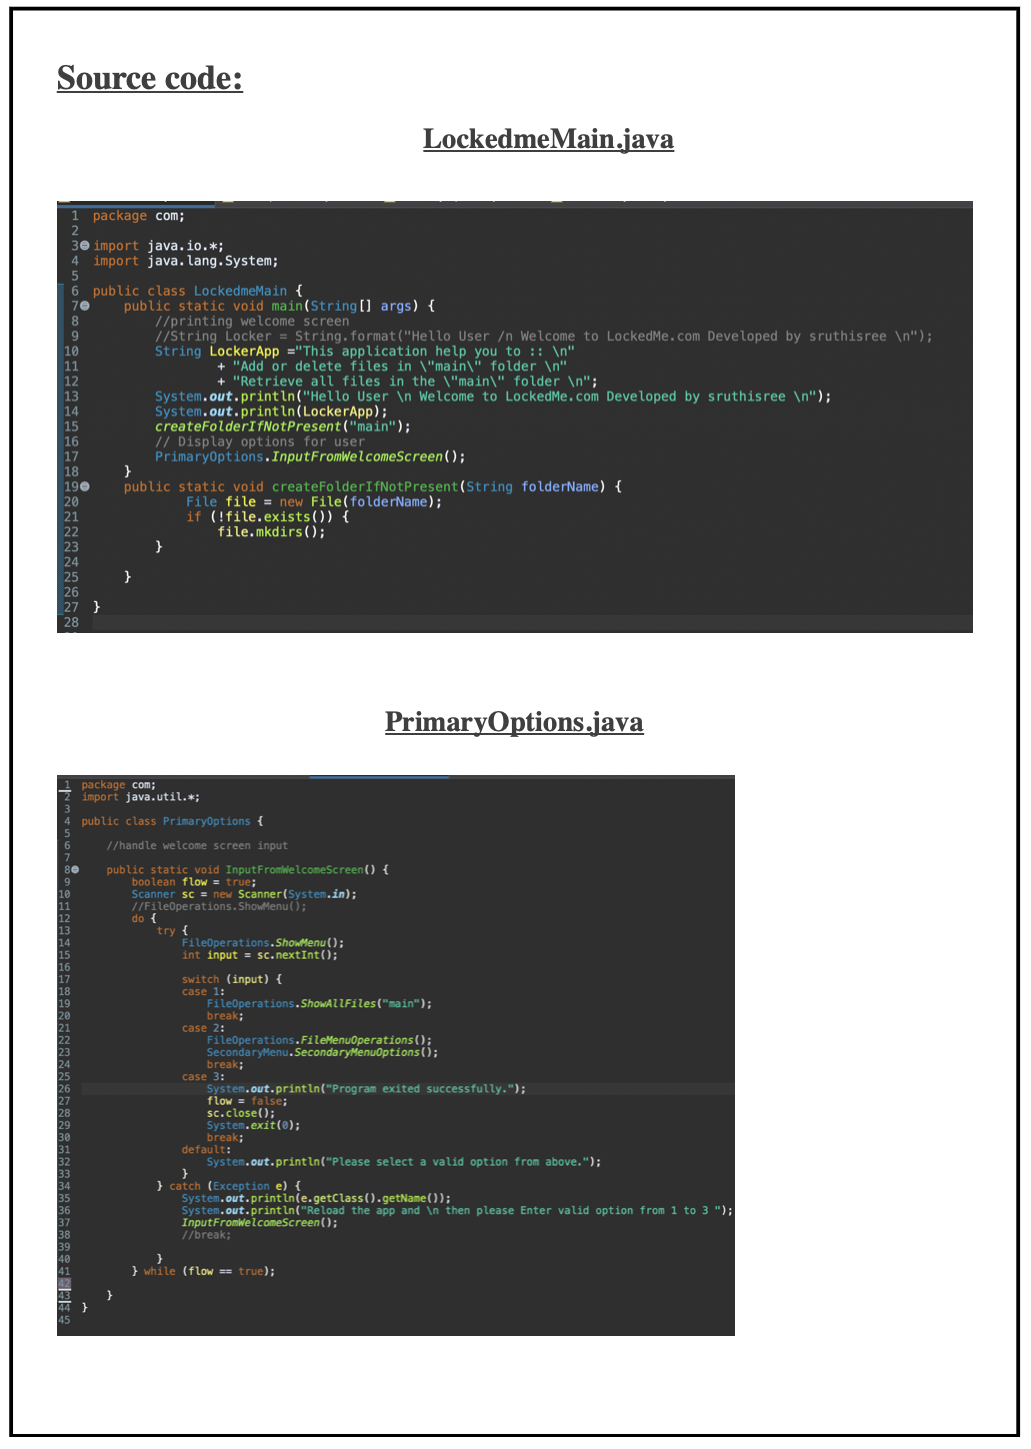 Source code:
LockedmeMain.java
1 package com;
2
3 import java.io.*;
4 import java.lang.System;
5
6 public class LockedmeMain {
7     public static void main(String[] args) {
8         //printing welcome screen
9         //String Locker = String.format("Hello User /n Welcome to LockedMe.com Developed by sruthisree \n");
10         String LockerApp ="This application help you to :: \n"
11                 + "Add or delete files in \"main\" folder \n"
12                 + "Retrieve all files in the \"main\" folder \n";
13         System.out.println("Hello User \n Welcome to LockedMe.com Developed by sruthisree \n");
14         System.out.println(LockerApp);
15         createFolderIfNotPresent("main");
16         // Display options for user
17         PrimaryOptions.InputFromWelcomeScreen();
18     }
19     public static void createFolderIfNotPresent(String folderName) {
20             File file = new File(folderName);
21             if (!file.exists()) {
22                 file.mkdirs();
23         }
24
25     }
26
27 }
28
PrimaryOptions.java
1 package com;
2 import java.util.*;
3
4 public class PrimaryOptions {
5
6     //handle welcome screen input
7
8     public static void InputFromWelcomeScreen() {
9         boolean flow = true;
10         Scanner sc = new Scanner(System.in);
11         //FileOperations.ShowMenu();
12         do {
13             try {
14                 FileOperations.ShowMenu();
15                 int input = sc.nextInt();
16
17                 switch (input) {
18                 case 1:
19                     FileOperations.ShowAllFiles("main");
20                     break;
21                 case 2:
22                     FileOperations.FileMenuOperations();
23                     SecondaryMenu.SecondaryMenuOptions();
24                     break;
25                 case 3:
26                     System.out.println("Program exited successfully.");
27                     flow = false;
28                     sc.close();
29                     System.exit(0);
30                     break;
31                 default:
32                     System.out.println("Please select a valid option from above.");
33                 }
34             } catch (Exception e) {
35                 System.out.println(e.getClass().getName());
36                 System.out.println("Reload the app and \n then please Enter valid option from 1 to 3 ");
37                 InputFromWelcomeScreen();
38                 //break;
39
40             }
41         } while (flow == true);
42
43     }
44 }
45